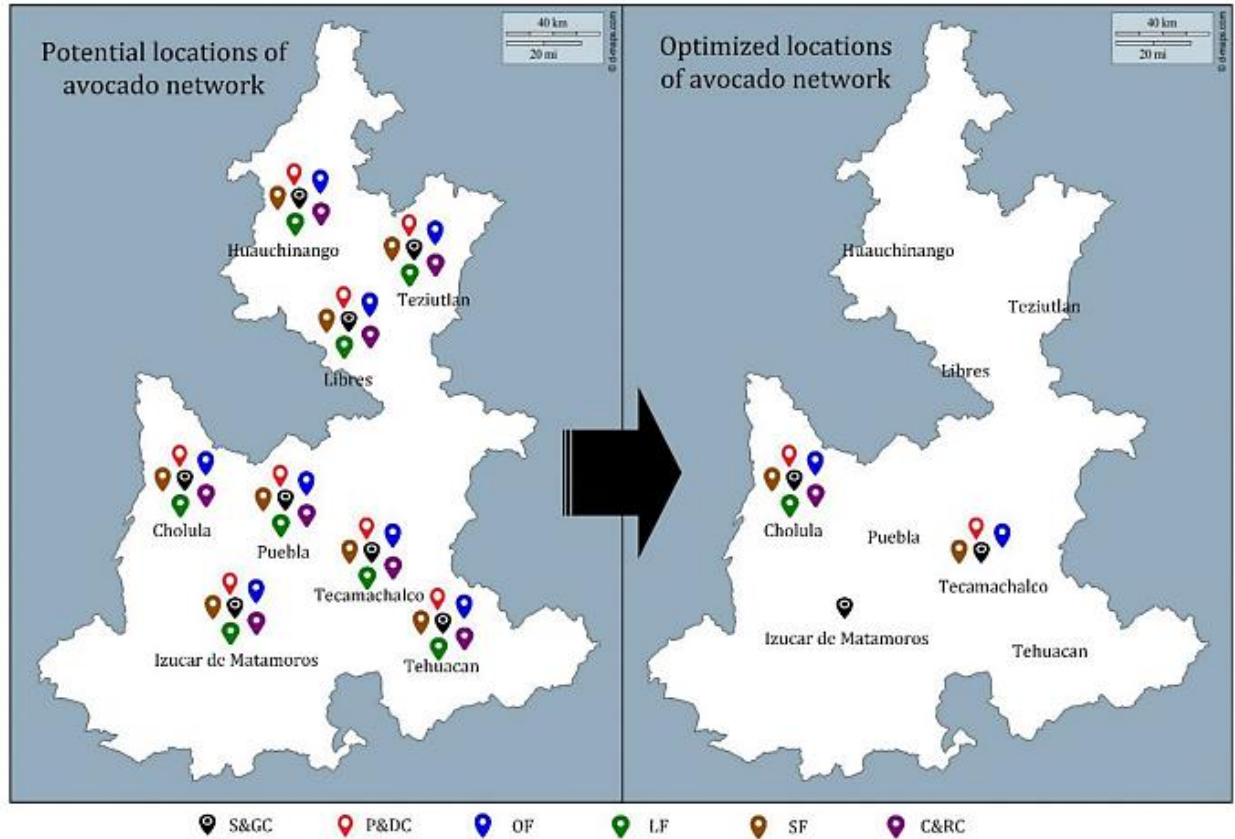 Potential locations of
avocado network
40 km
20 mi
© d-maps.com
Huauchinango
Teziutlan
Libres
Cholula
Puebla
Tecamachalco
Izucar de Matamoros
Tehuacan
Optimized locations
of avocado network
40 km
20 mi
© d-maps.com
Huauchinango
Teziutlan
Libres
Cholula
Puebla
Tecamachalco
Izucar de Matamoros
Tehuacan
S&GC P&DC OF LF SF C&RC